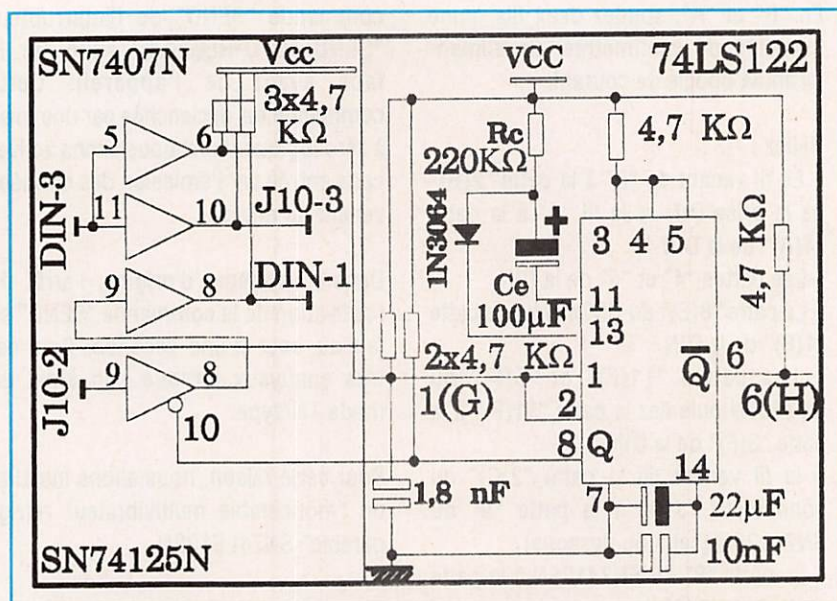 SN7407N
Vcc
VCC
74LS122
3x4,7
KΩ
5
6
Rc
4,7 KΩ
220KΩ
DIN-3
11
10
J10-3
1N3064
+
3 4 5
9
8
DIN-1
Ce
100µF
11
13
4,7 KΩ
J10-2
9
8
2x4,7 KΩ
1
Q 6
1(G)
2
6(H)
10
8 Q
14
1,8 nF
7
22µF
10nF
SN74125N